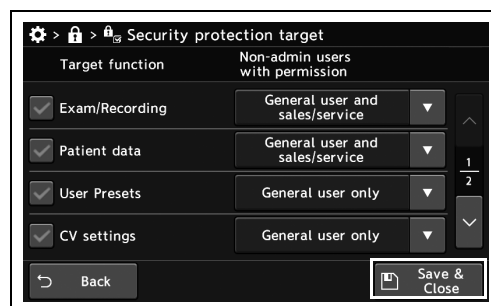 > > Security protection target
Target function
Non-admin users
with permission
Exam/Recording
General user and
sales/service
Patient data
General user and
sales/service
User Presets
General user only
CV settings
General user only
1
2
Back
Save &
Close